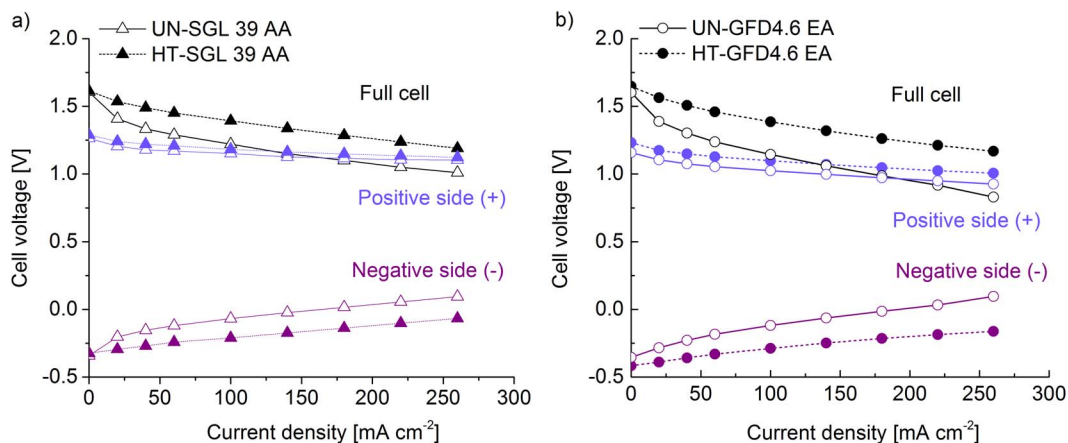 a)
UN-SGL 39 AA
HT-SGL 39 AA
Full cell
Positive side (+)
Negative side (-)
Cell voltage [V]
2.0
1.5
1.0
0.5
0.0
-0.5
0 50 100 150 200 250 300
Current density [mA cm⁻²]
b)
UN-GFD4.6 EA
HT-GFD4.6 EA
Full cell
Positive side (+)
Negative side (-)
Cell voltage [V]
2.0
1.5
1.0
0.5
0.0
-0.5
0 50 100 150 200 250 300
Current density [mA cm⁻²]